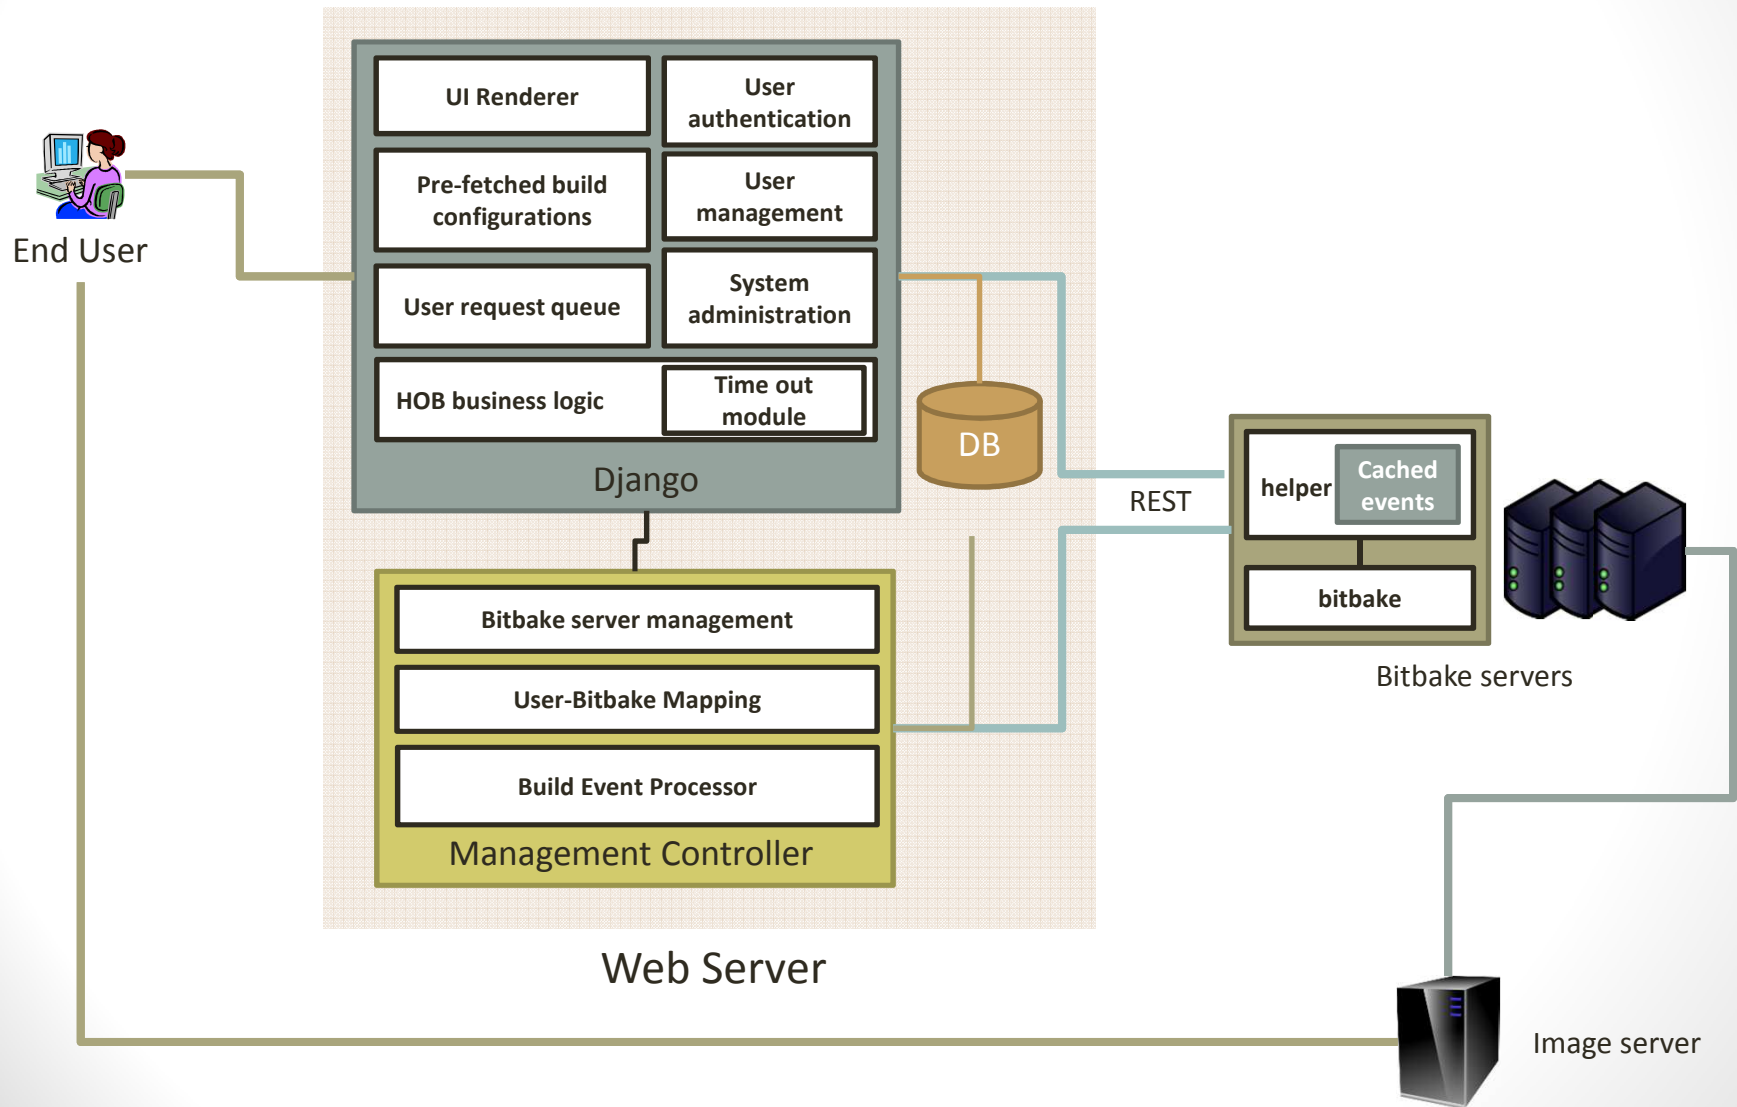 UI Renderer
User
authentication
Pre-fetched build
configurations
User
management
End User
User request queue
System
administration
HOB business logic
Time out
module
Django
DB
REST
helper
Cached
events
bitbake
Bitbake servers
Bitbake server management
User-Bitbake Mapping
Build Event Processor
Management Controller
Web Server
Image server